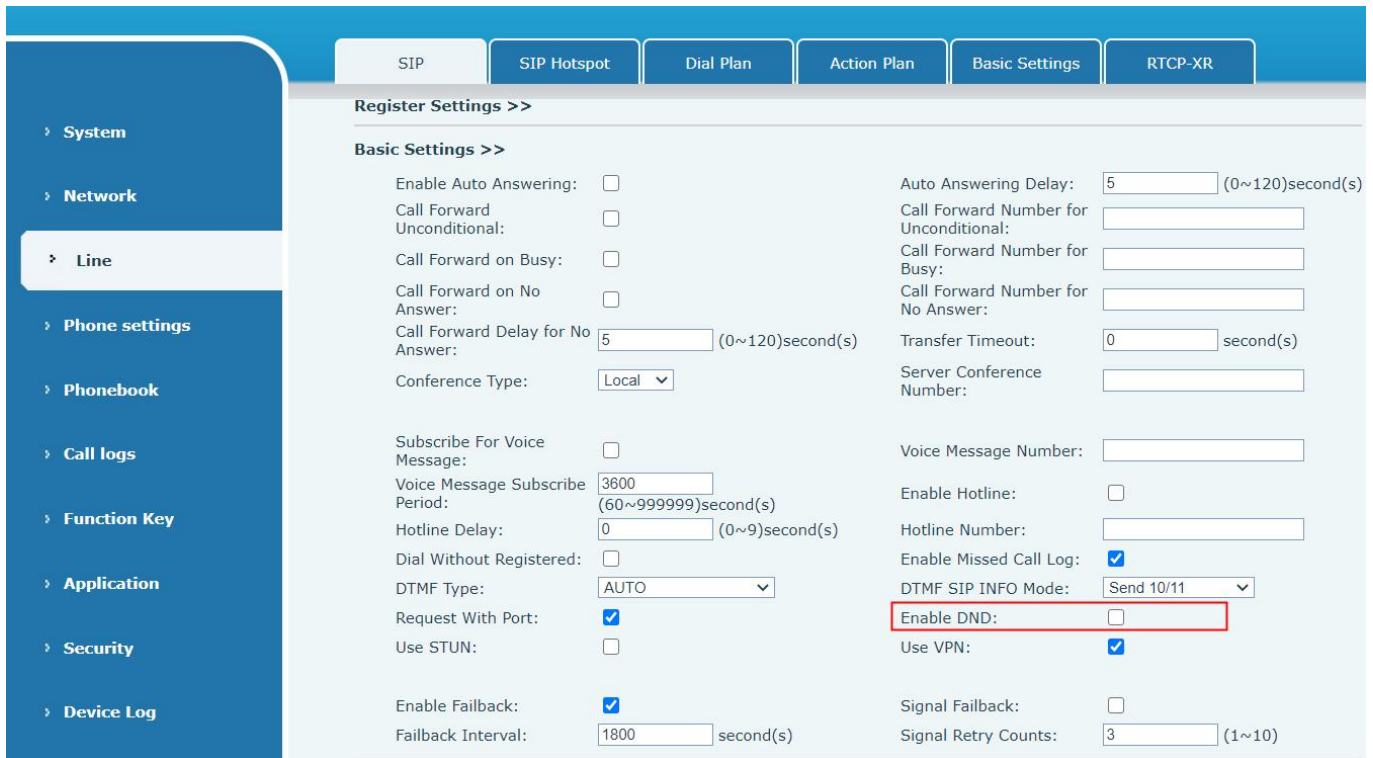 SIP
SIP Hotspot
Dial Plan
Action Plan
Basic Settings
RTCP-XR
System
Network
Line
Phone settings
Phonebook
Call logs
Function Key
Application
Security
Device Log
Register Settings >>
Basic Settings >>
Enable Auto Answering:
Auto Answering Delay: 5 (0~120)second(s)
Call Forward
Unconditional:
Call Forward Number for
Unconditional:
Call Forward on Busy:
Call Forward Number for
Busy:
Call Forward on No
Answer:
Call Forward Number for
No Answer:
Call Forward Delay for No
Answer:
5 (0~120)second(s)
Transfer Timeout: 0 second(s)
Conference Type: Local
Server Conference
Number:
Subscribe For Voice
Message:
Voice Message Number:
Voice Message Subscribe
Period:
3600
(60~999999)second(s)
Enable Hotline:
Hotline Delay: 0 (0~9)second(s)
Hotline Number:
Dial Without Registered:
Enable Missed Call Log:
DTMF Type: AUTO
DTMF SIP INFO Mode: Send 10/11
Request With Port:
Enable DND:
Use STUN:
Use VPN:
Enable Failback:
Signal Failback:
Failback Interval: 1800 second(s)
Signal Retry Counts: 3 (1~10)